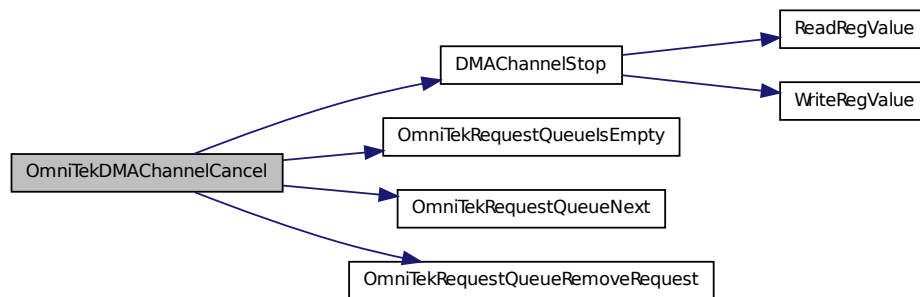 ReadRegValue
DMAChannelStop
WriteRegValue
OmniTekRequestQueueIsEmpty
OmniTekDMAChannelCancel
OmniTekRequestQueueNext
OmniTekRequestQueueRemoveRequest